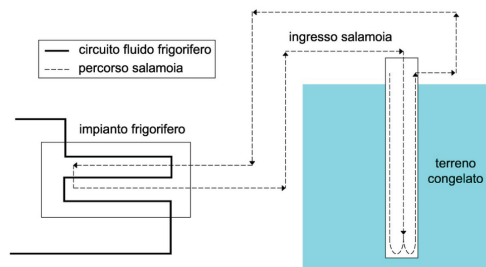 ingresso salamoia
circuito fluido frigorifero
percorso salamoia
impianto frigorifero
terreno
congelato